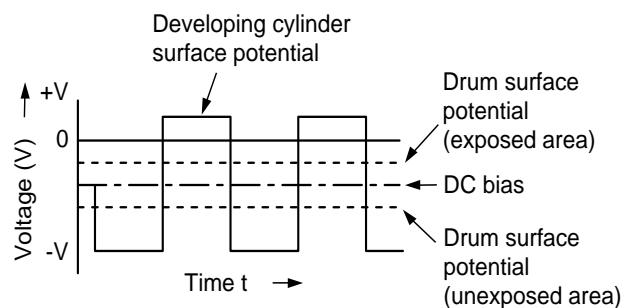 Developing cylinder
surface potential
+V
Drum surface
potential
(exposed area)
0
Voltage (V)
DC bias
-V
Drum surface
potential
(unexposed area)
Time t